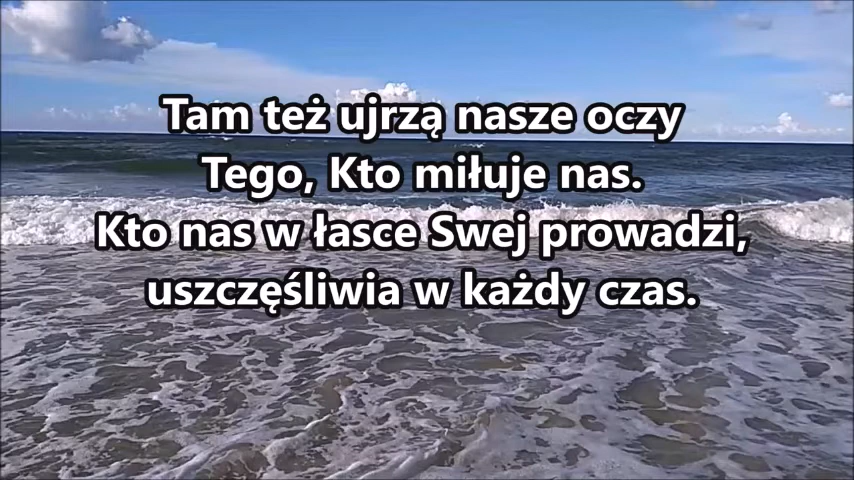 Tam też ujrzą nasze oczy
Tego, Kto miłuje nas.
Kto nas w łasce Swej prowadzi,
uszczęśliwia w każdy czas.